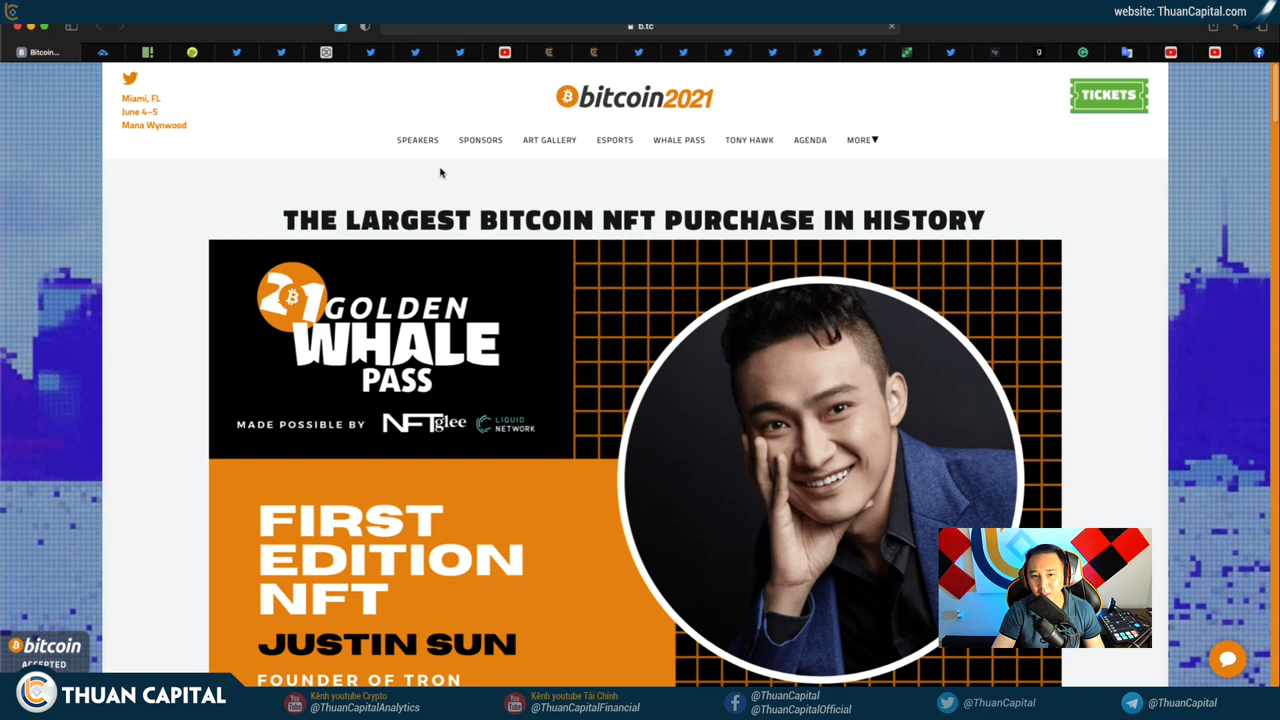 website: ThuanCapital.com
b.tc
Bitcoin...
Miami, FL
June 4–5
Mana Wynwood
bitcoin2021
TICKETS
SPEAKERS SPONSORS ART GALLERY ESPORTS WHALE PASS TONY HAWK AGENDA MORE▼
THE LARGEST BITCOIN NFT PURCHASE IN HISTORY
21 GOLDEN
WHALE
PASS
MADE POSSIBLE BY NFTglee LIQUID NETWORK
FIRST
EDITION
NFT
JUSTIN SUN
FOUNDER OF TRON
bitcoin
ACCEPTED
THUAN CAPITAL
Kênh youtube Crypto
@ThuanCapitalAnalytics
Kênh youtube Tài Chính
@ThuanCapitalFinancial
@ThuanCapital
@ThuanCapitalOfficial
@ThuanCapital
@ThuanCapital